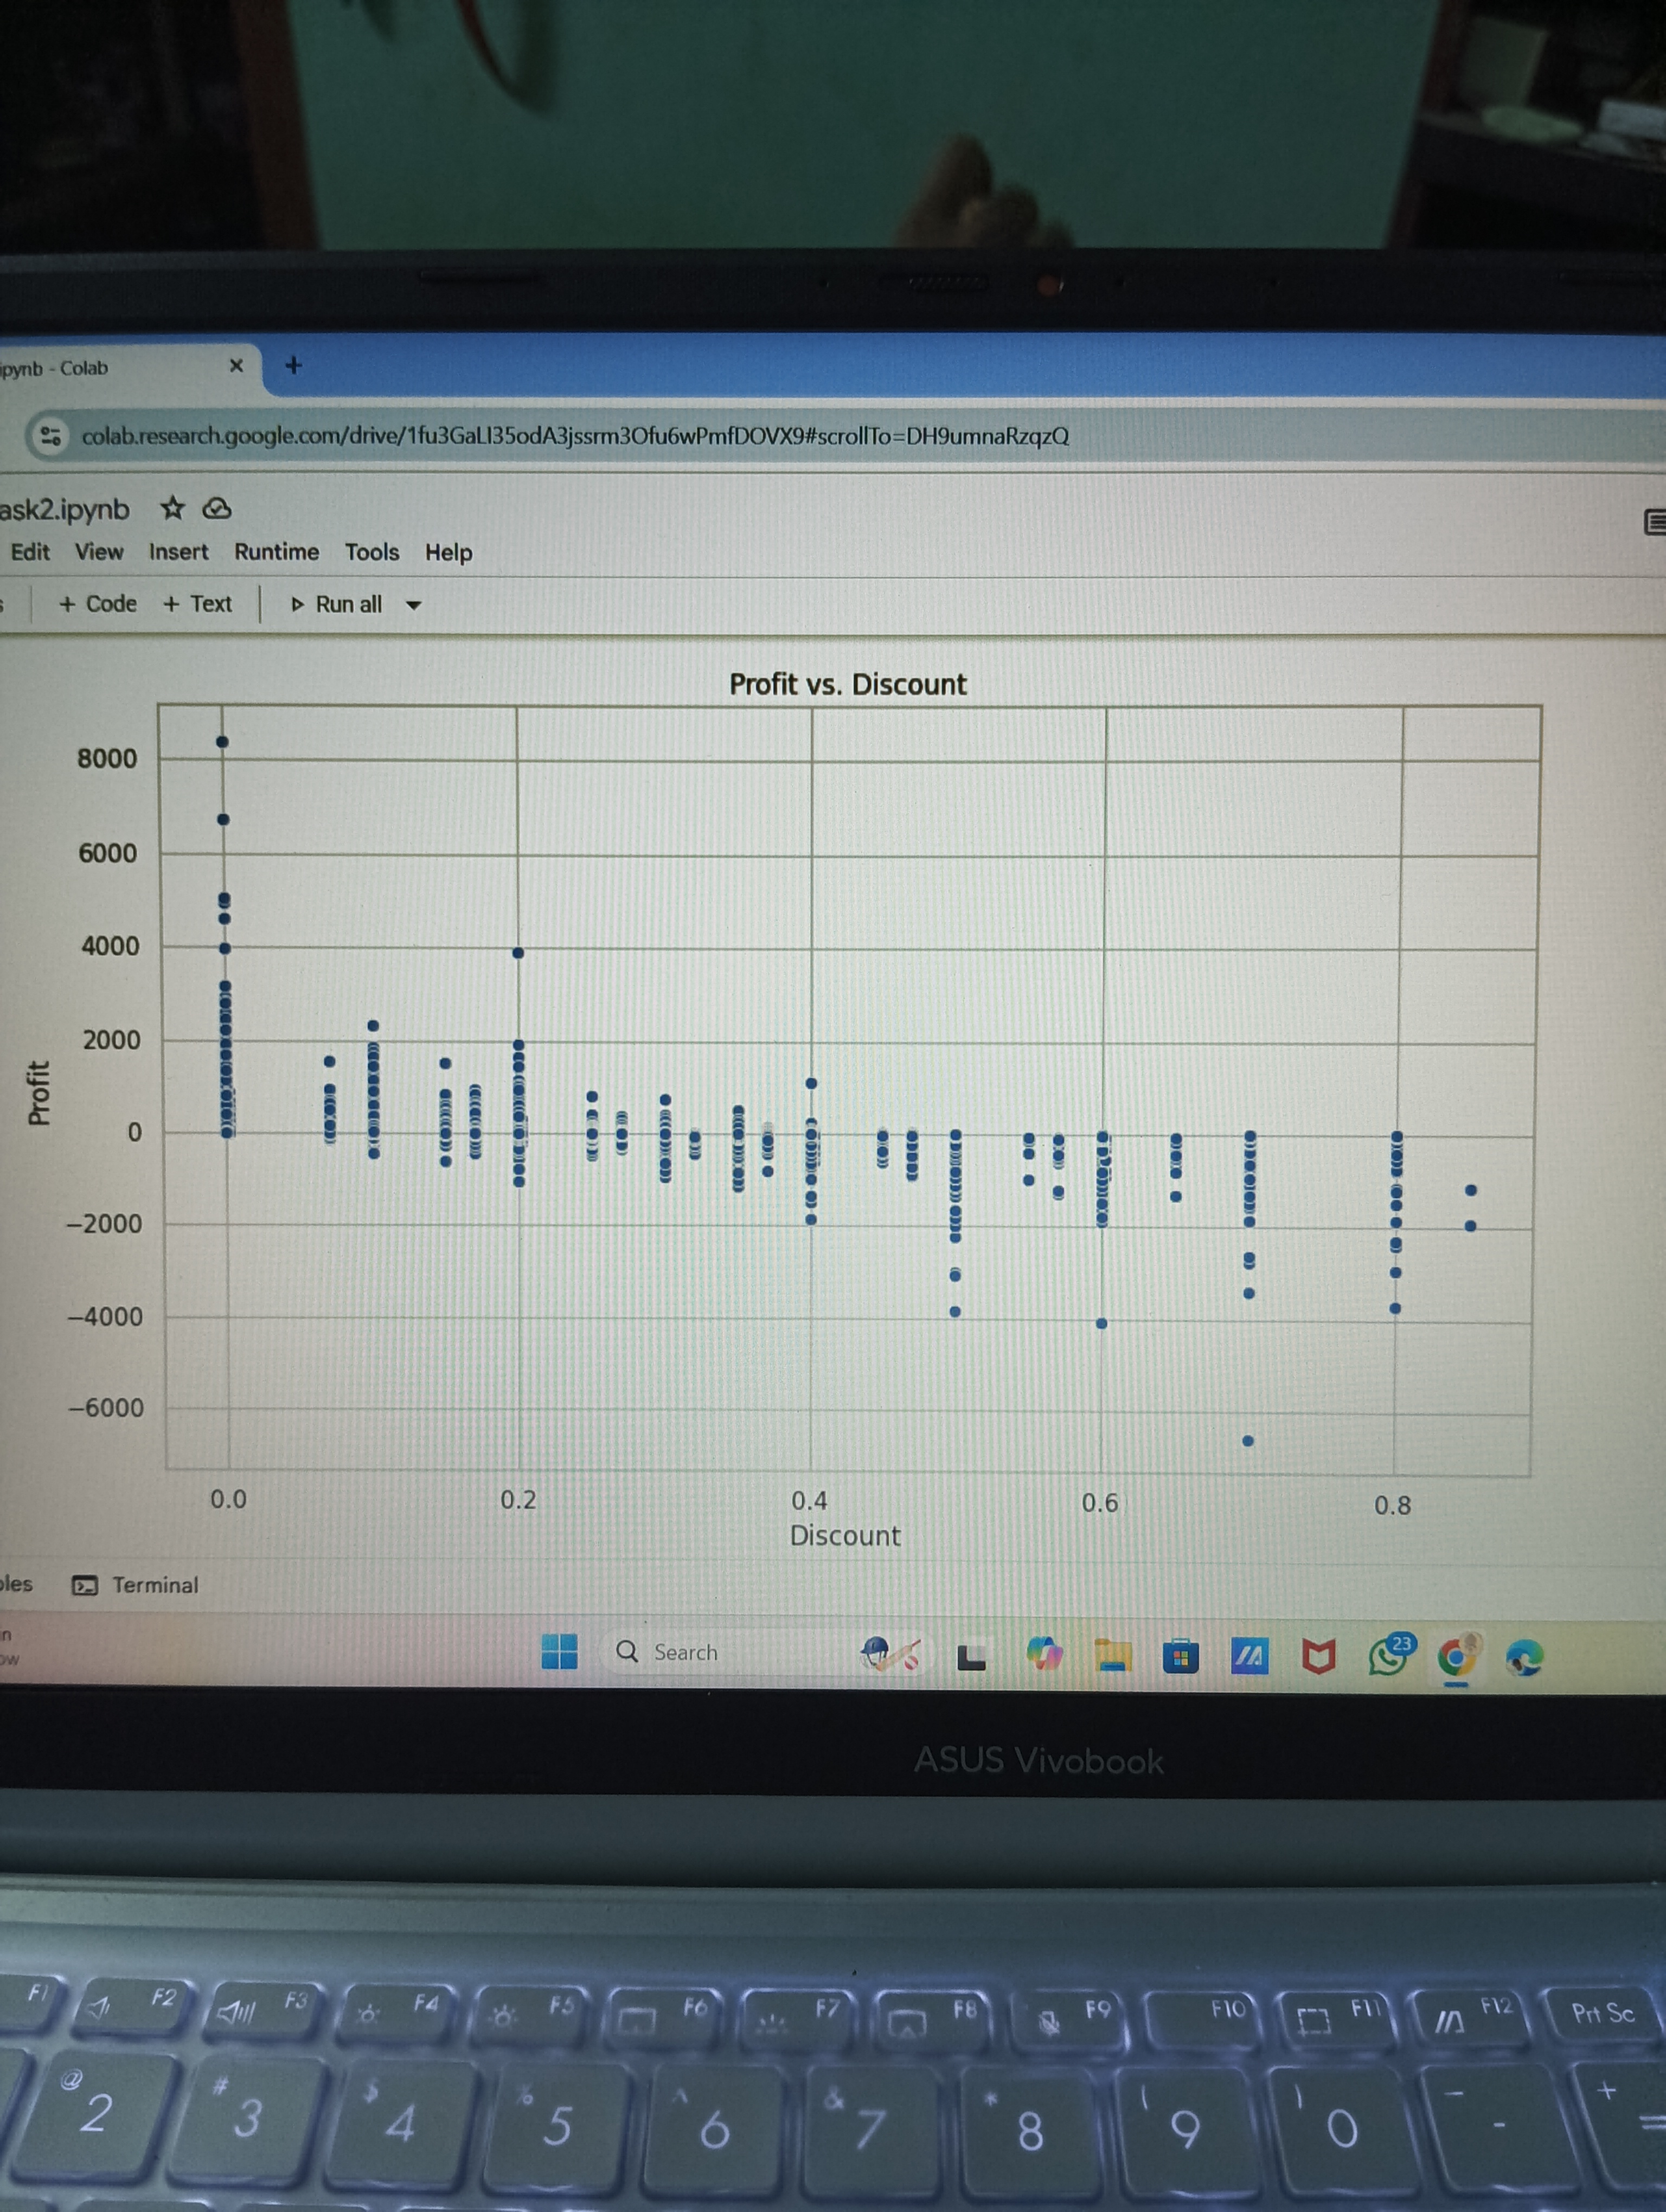 ipynb - Colab
colab.research.google.com/drive/1fu3GaLI35odA3jssrm3Ofu6wPmfDOVX9#scrollTo=DH9umnaRzqzQ
ask2.ipynb
Edit View Insert Runtime Tools Help
s + Code + Text Run all
Profit vs. Discount
8000
6000
4000
2000
0
−2000
−4000
−6000
Profit
0.0 0.2 0.4 0.6 0.8
Discount
oles Terminal
in
ow
Search
23
ASUS Vivobook
F1 F2 F3 F4 F5 F6 F7 F8 F9 F10 F11 F12 Prt Sc
@ # $ % ^ & * ( ) − +
2 3 4 5 6 7 8 9 0 - =